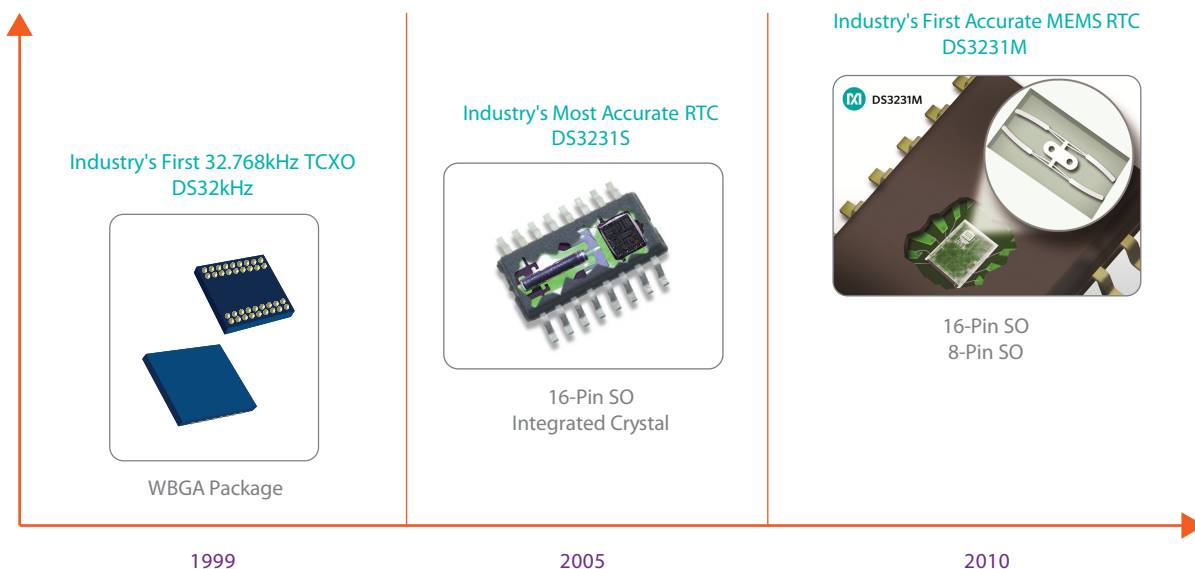 Industry's First 32.768kHz TCXO
DS32kHz
WBGA Package
1999
Industry's Most Accurate RTC
DS3231S
16-Pin SO
Integrated Crystal
2005
Industry's First Accurate MEMS RTC
DS3231M
DS3231M
16-Pin SO
8-Pin SO
2010